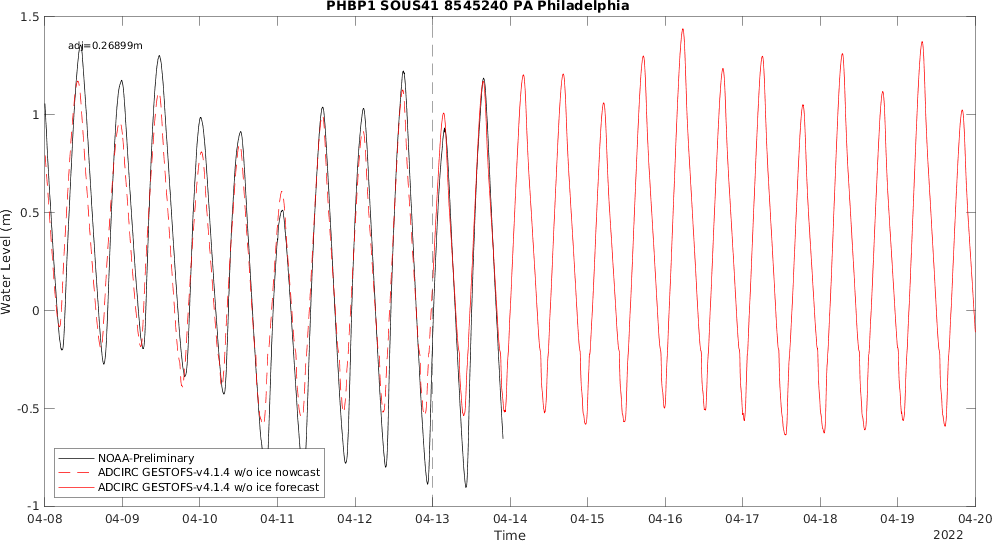 PHBP1 SOUS41 8545240 PA Philadelphia
1.5
adj=0.26899m
1
0.5
0
-0.5
-1
Water Level (m)
NOAA-Preliminary
ADCIRC GESTOFS-v4.1.4 w/o ice nowcast
ADCIRC GESTOFS-v4.1.4 w/o ice forecast
04-08 04-09 04-10 04-11 04-12 04-13 04-14 04-15 04-16 04-17 04-18 04-19 04-20
Time
2022